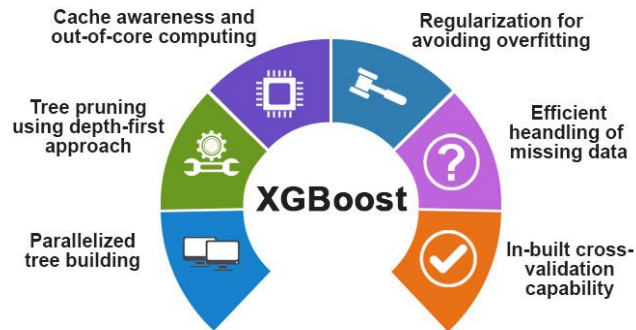 Cache awareness and
out-of-core computing
Regularization for
avoiding overfitting
Tree pruning
using depth-first
approach
Efficient
heandling of
missing data
XGBoost
Parallelized
tree building
In-built cross-
validation
capability